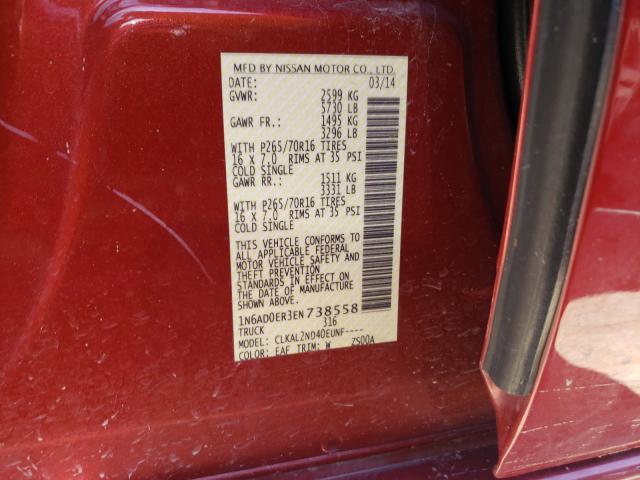 MFD BY NISSAN MOTOR CO., LTD.
DATE: 03/14
GVWR: 2599 KG
5730 LB
GAWR FR.: 1495 KG
3296 LB
WITH P265/70R16 TIRES
16 X 7.0 RIMS AT 35 PSI
COLD SINGLE
GAWR RR.: 1511 KG
3331 LB
WITH P265/70R16 TIRES
16 X 7.0 RIMS AT 35 PSI
COLD SINGLE
THIS VEHICLE CONFORMS TO
ALL APPLICABLE FEDERAL
MOTOR VEHICLE SAFETY AND
THEFT PREVENTION
STANDARDS IN EFFECT ON
THE DATE OF MANUFACTURE
SHOWN ABOVE.
1N6AD0ER3EN738558
TRUCK 316
MODEL: CLKAL2ND40EUNF----
COLOR: EAF TRIM: W ZS00A